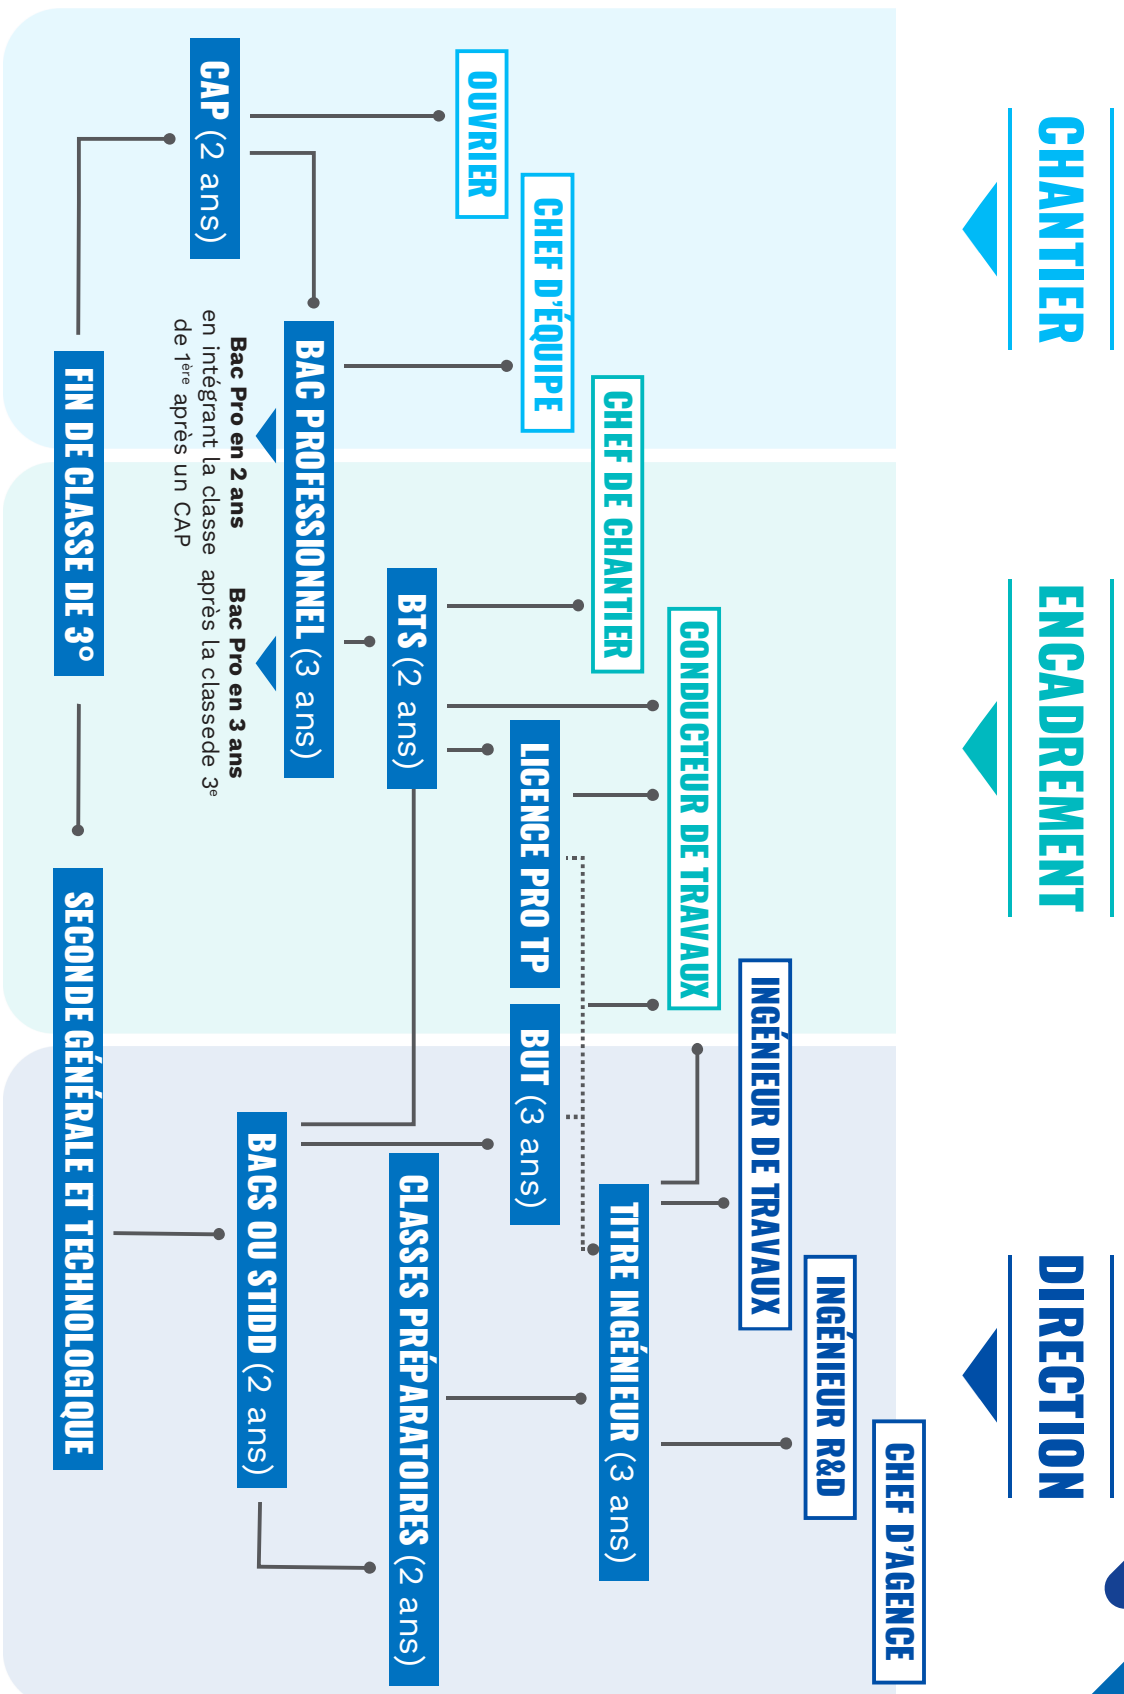 CHANTIER
ENCADREMENT
DIRECTION
CHEF D'AGENCE
INGÉNIEUR R&D
INGÉNIEUR DE TRAVAUX
CONDUCTEUR DE TRAVAUX
CHEF DE CHANTIER
TITRE INGÉNIEUR (3 ans)
CHEF D'ÉQUIPE
LICENCE PRO TP
BUT (3 ans)
OUVRIER
BTS (2 ans)
CLASSES PRÉPARATOIRES (2 ans)
BAC PROFESSIONNEL (3 ans)
BACS OU STIDD (2 ans)
CAP (2 ans)
Bac Pro en 2 ans
en intégrant la classe
de 1ère après un CAP
Bac Pro en 3 ans
après la classede 3e
FIN DE CLASSE DE 3°
SECONDE GÉNÉRALE ET TECHNOLOGIQUE